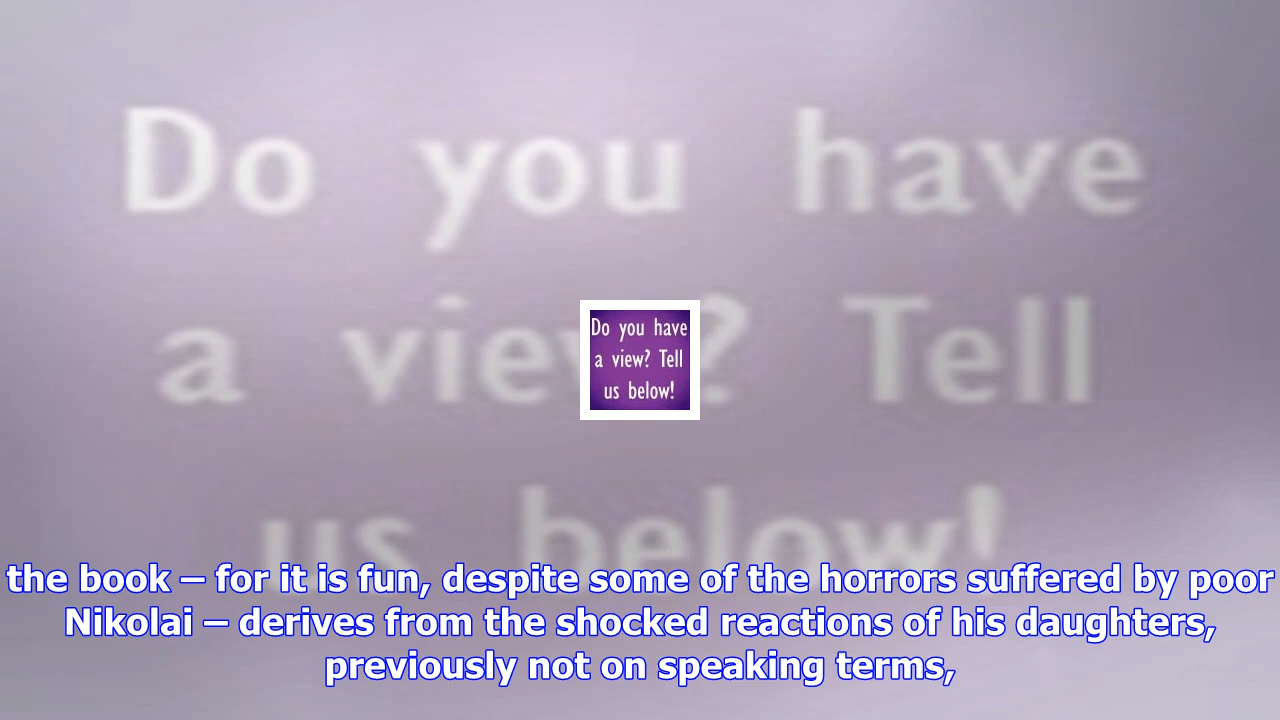 Do you have
a view? Tell
us below!
Do you have
a view? Tell
us below!
the book – for it is fun, despite some of the horrors suffered by poor
Nikolai – derives from the shocked reactions of his daughters,
previously not on speaking terms,